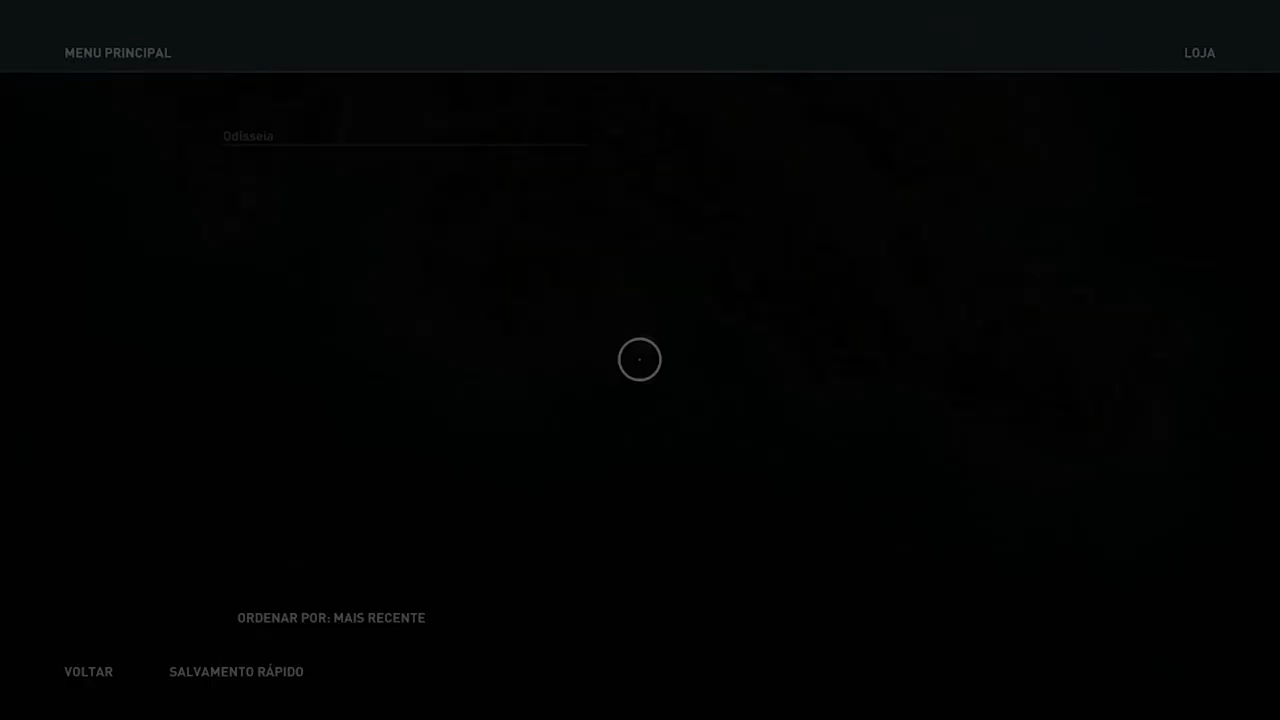 MENU PRINCIPAL
LOJA
Odisseia
ORDENAR POR: MAIS RECENTE
VOLTAR
SALVAMENTO RÁPIDO